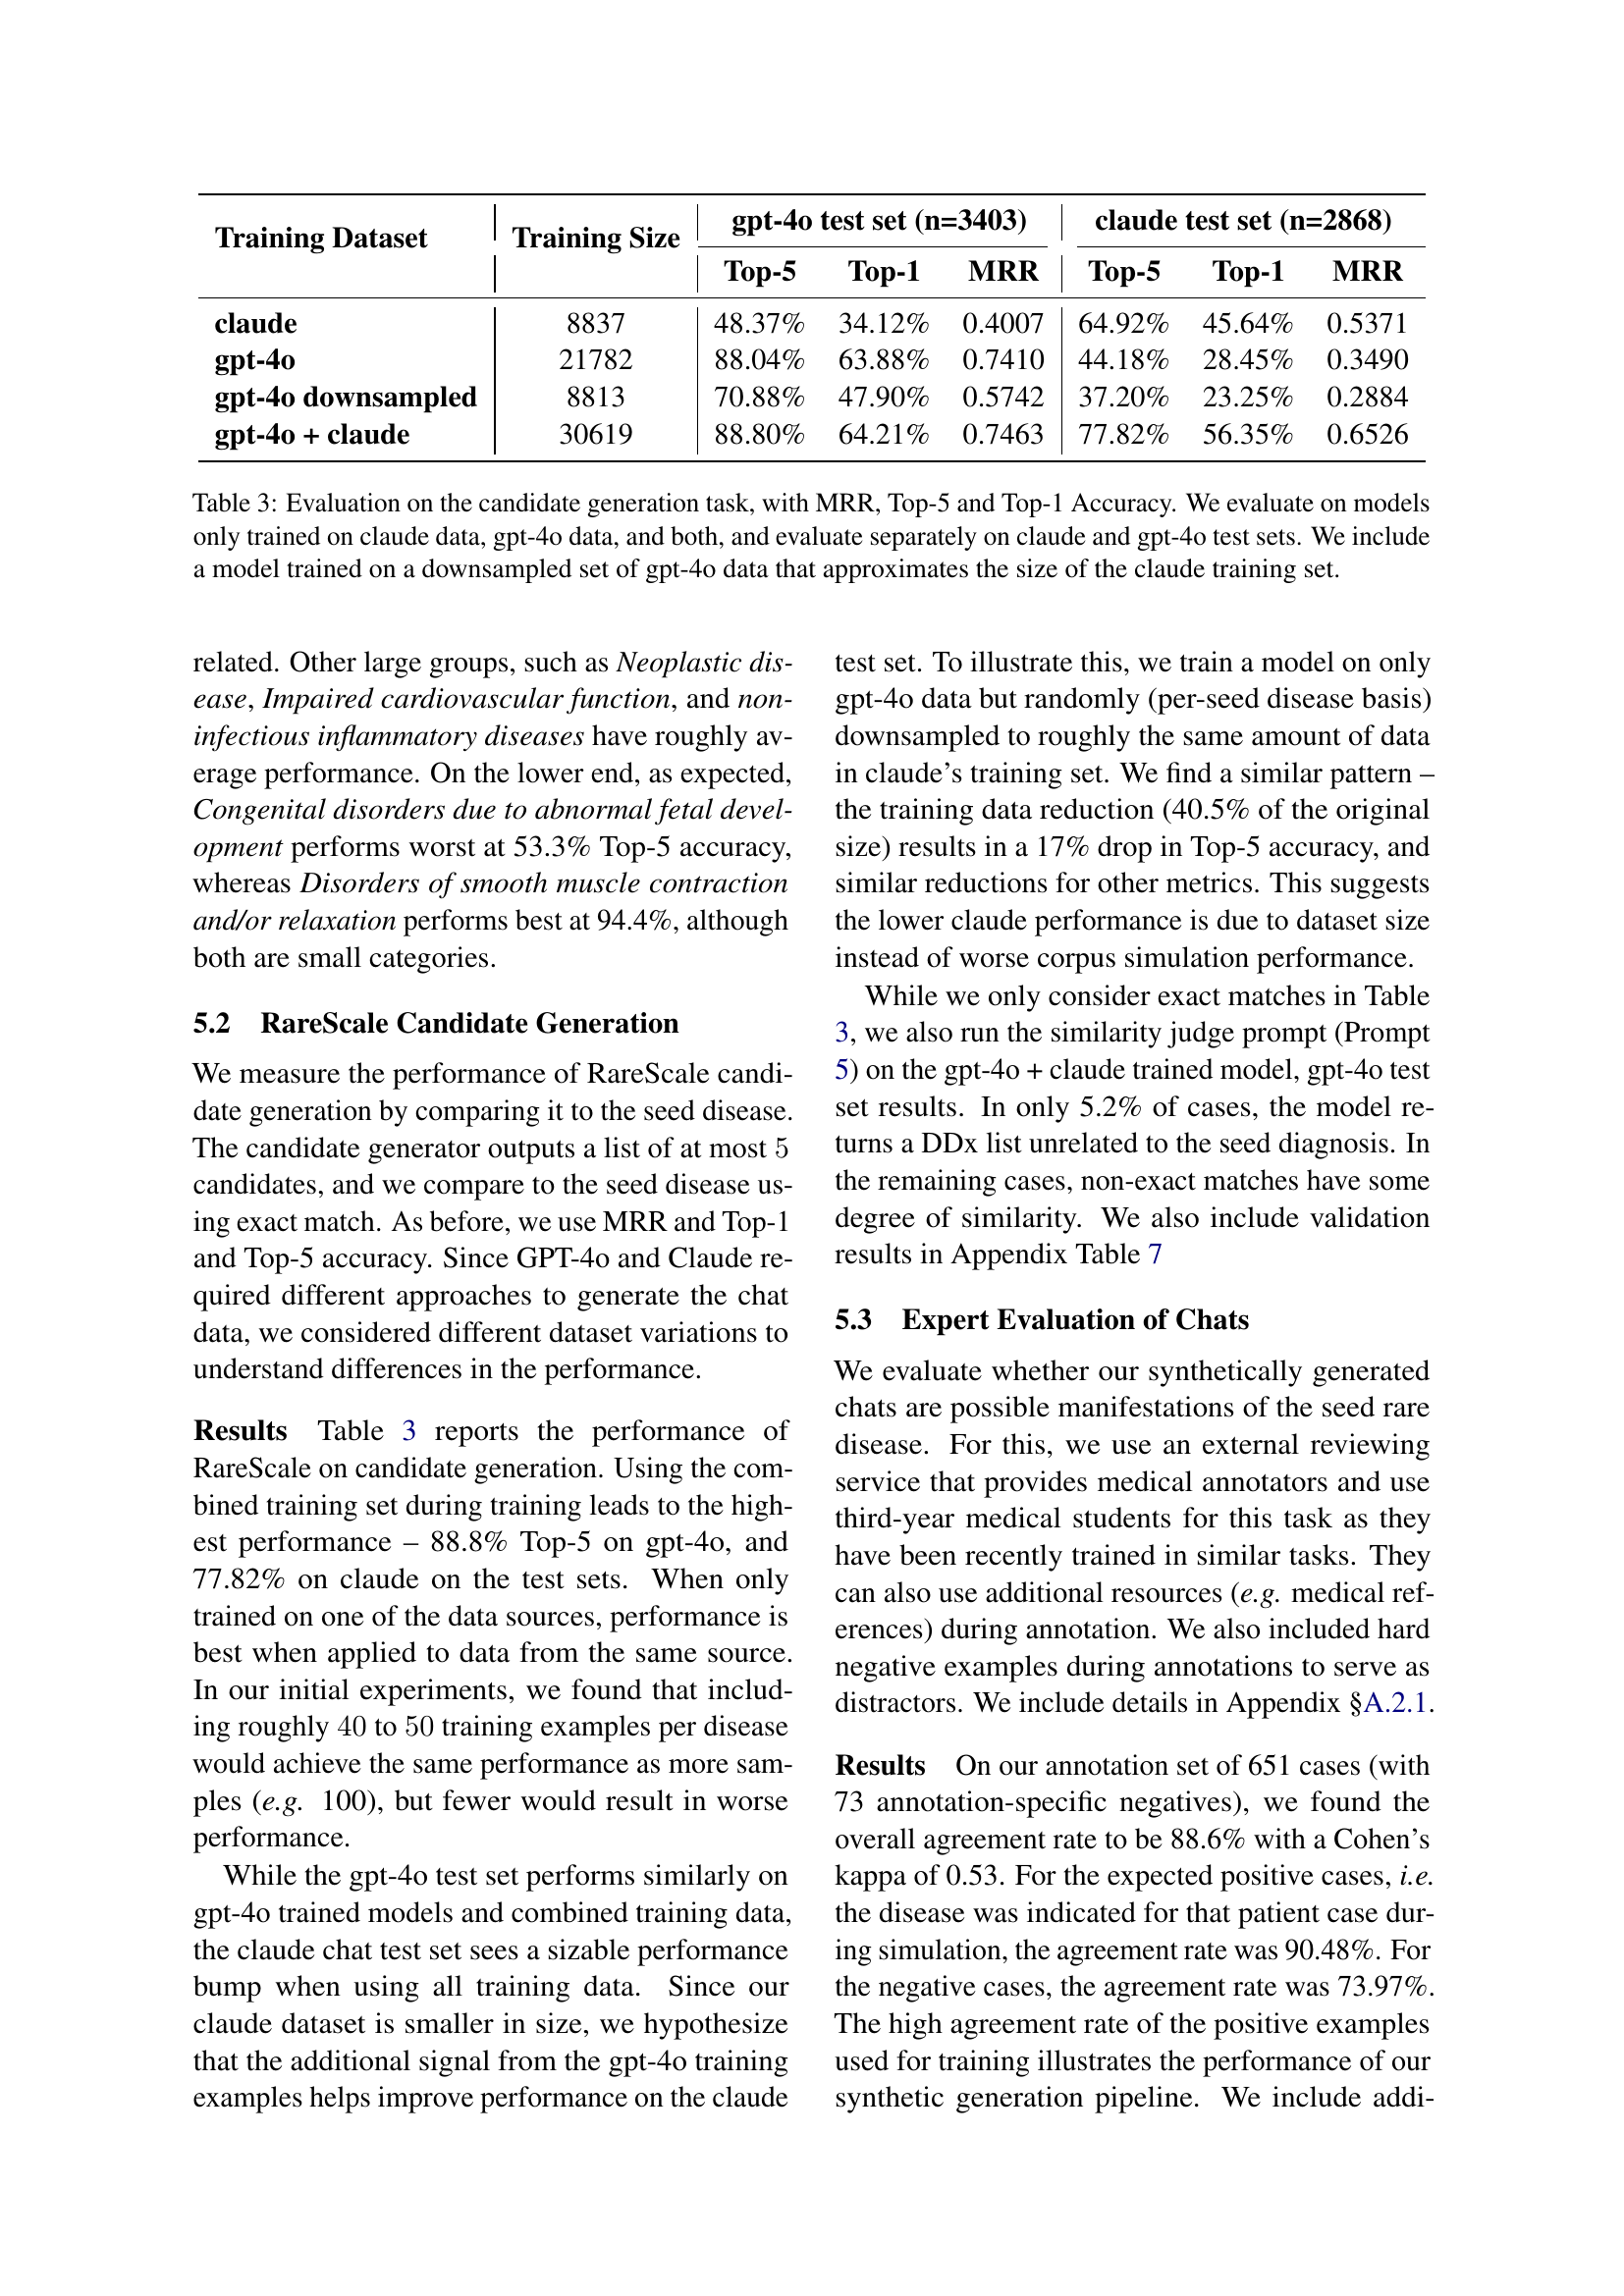 Training Dataset Training Size gpt-4o test set (n=3403) claude test set (n=2868)
Top-5 Top-1 MRR Top-5 Top-1 MRR
claude 8837 48.37% 34.12% 0.4007 64.92% 45.64% 0.5371
gpt-4o 21782 88.04% 63.88% 0.7410 44.18% 28.45% 0.3490
gpt-4o downsampled 8813 70.88% 47.90% 0.5742 37.20% 23.25% 0.2884
gpt-4o + claude 30619 88.80% 64.21% 0.7463 77.82% 56.35% 0.6526
Table 3: Evaluation on the candidate generation task, with MRR, Top-5 and Top-1 Accuracy. We evaluate on models
only trained on claude data, gpt-4o data, and both, and evaluate separately on claude and gpt-4o test sets. We include
a model trained on a downsampled set of gpt-4o data that approximates the size of the claude training set.
related. Other large groups, such as Neoplastic dis-
ease, Impaired cardiovascular function, and non-
infectious inflammatory diseases have roughly av-
erage performance. On the lower end, as expected,
Congenital disorders due to abnormal fetal devel-
opment performs worst at 53.3% Top-5 accuracy,
whereas Disorders of smooth muscle contraction
and/or relaxation performs best at 94.4%, although
both are small categories.
5.2 RareScale Candidate Generation
We measure the performance of RareScale candi-
date generation by comparing it to the seed disease.
The candidate generator outputs a list of at most 5
candidates, and we compare to the seed disease us-
ing exact match. As before, we use MRR and Top-1
and Top-5 accuracy. Since GPT-4o and Claude re-
quired different approaches to generate the chat
data, we considered different dataset variations to
understand differences in the performance.
Results Table 3 reports the performance of
RareScale on candidate generation. Using the com-
bined training set during training leads to the high-
est performance – 88.8% Top-5 on gpt-4o, and
77.82% on claude on the test sets. When only
trained on one of the data sources, performance is
best when applied to data from the same source.
In our initial experiments, we found that includ-
ing roughly 40 to 50 training examples per disease
would achieve the same performance as more sam-
ples (e.g. 100), but fewer would result in worse
performance.
While the gpt-4o test set performs similarly on
gpt-4o trained models and combined training data,
the claude chat test set sees a sizable performance
bump when using all training data. Since our
claude dataset is smaller in size, we hypothesize
that the additional signal from the gpt-4o training
examples helps improve performance on the claude
test set. To illustrate this, we train a model on only
gpt-4o data but randomly (per-seed disease basis)
downsampled to roughly the same amount of data
in claude's training set. We find a similar pattern –
the training data reduction (40.5% of the original
size) results in a 17% drop in Top-5 accuracy, and
similar reductions for other metrics. This suggests
the lower claude performance is due to dataset size
instead of worse corpus simulation performance.
While we only consider exact matches in Table
3, we also run the similarity judge prompt (Prompt
5) on the gpt-4o + claude trained model, gpt-4o test
set results. In only 5.2% of cases, the model re-
turns a DDx list unrelated to the seed diagnosis. In
the remaining cases, non-exact matches have some
degree of similarity. We also include validation
results in Appendix Table 7
5.3 Expert Evaluation of Chats
We evaluate whether our synthetically generated
chats are possible manifestations of the seed rare
disease. For this, we use an external reviewing
service that provides medical annotators and use
third-year medical students for this task as they
have been recently trained in similar tasks. They
can also use additional resources (e.g. medical ref-
erences) during annotation. We also included hard
negative examples during annotations to serve as
distractors. We include details in Appendix §A.2.1.
Results On our annotation set of 651 cases (with
73 annotation-specific negatives), we found the
overall agreement rate to be 88.6% with a Cohen's
kappa of 0.53. For the expected positive cases, i.e.
the disease was indicated for that patient case dur-
ing simulation, the agreement rate was 90.48%. For
the negative cases, the agreement rate was 73.97%.
The high agreement rate of the positive examples
used for training illustrates the performance of our
synthetic generation pipeline. We include addi-